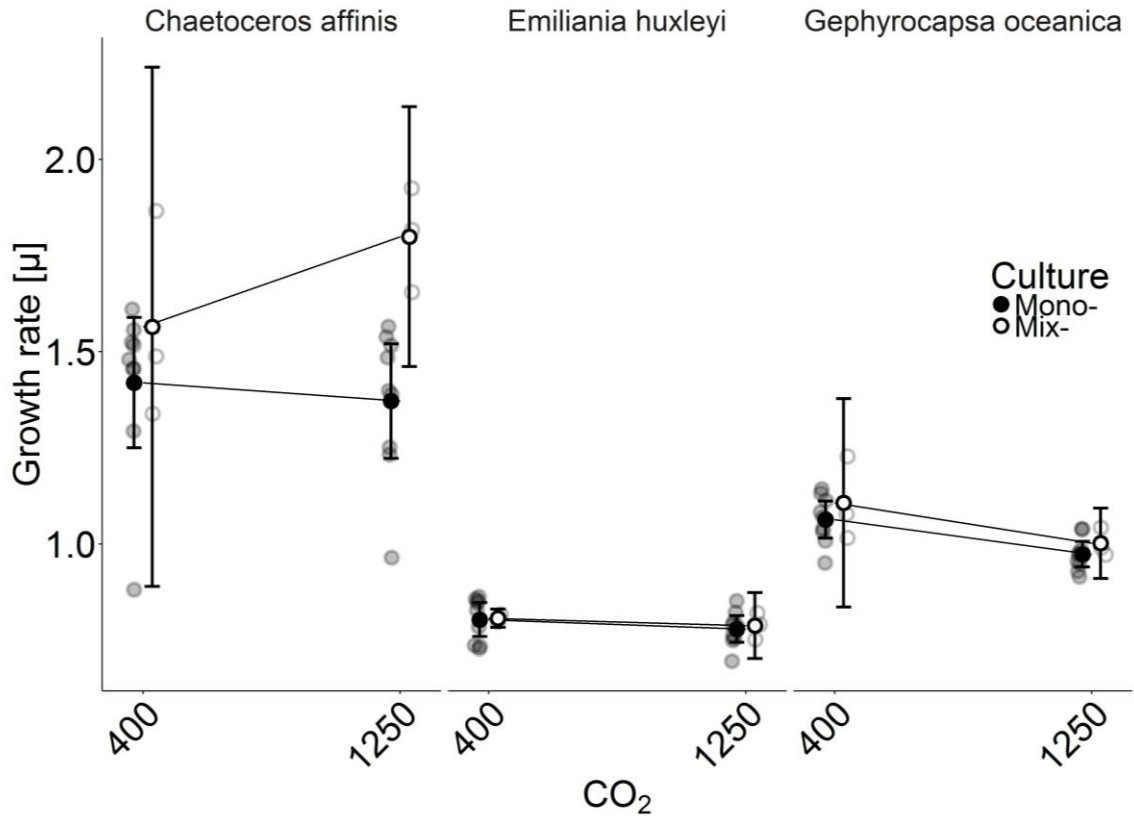 Chaetoceros affinis Emiliania huxleyi Gephyrocapsa oceanica
2.0
1.5
1.0
Growth rate [µ]
Culture
Mono-
Mix-
400 1250 400 1250 400 1250
CO₂